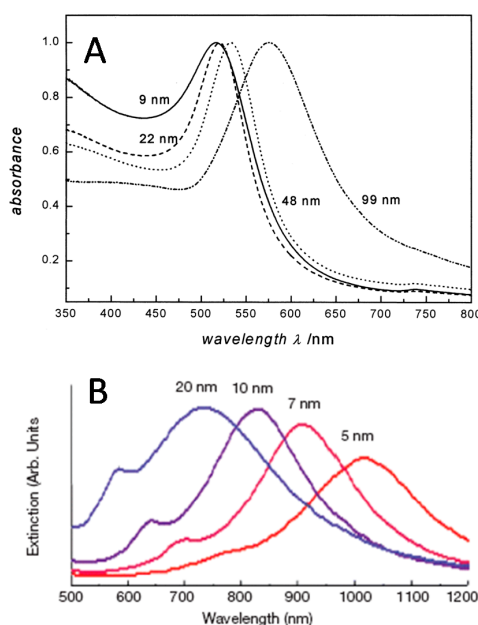 A
1.0
0.8
0.6
0.4
0.2
9 nm
22 nm
48 nm
99 nm
absorbance
350 400 450 500 550 600 650 700 750 800
wavelength λ /nm
B
20 nm
10 nm
7 nm
5 nm
Extinction (Arb. Units
500 600 700 800 900 1000 1100 1200
Wavelength (nm)